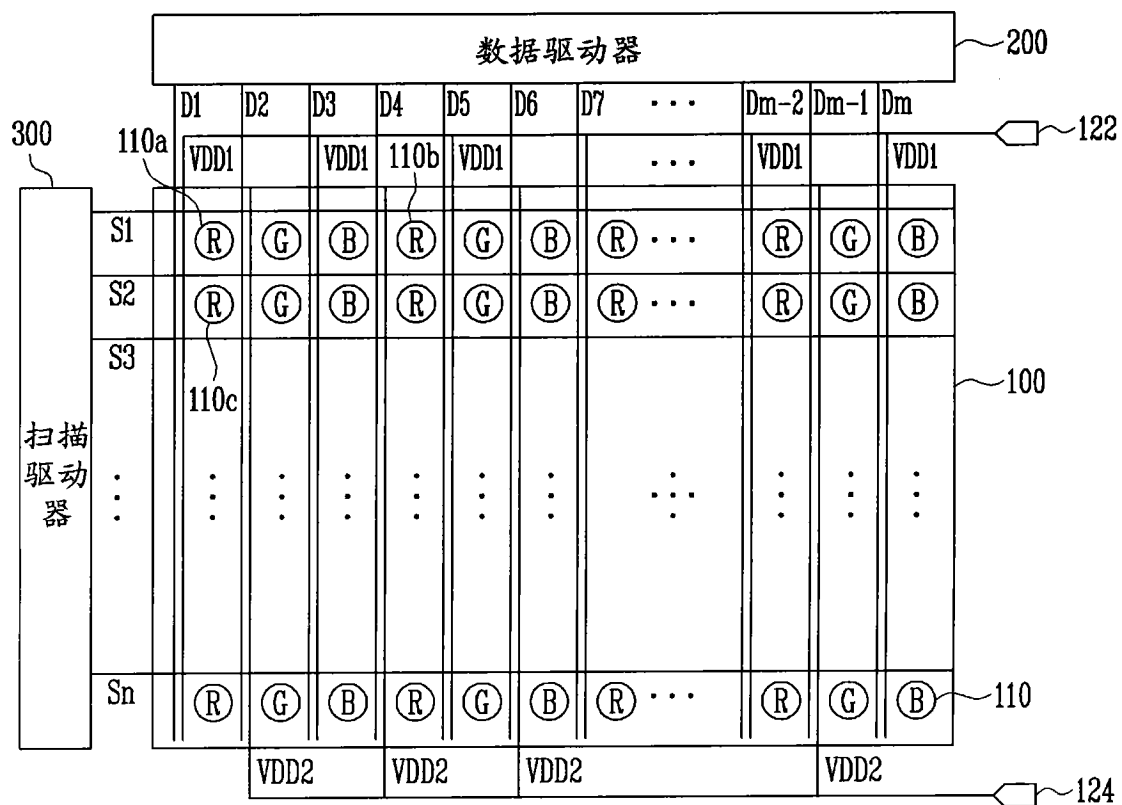 数据驱动器
200
D1 D2 D3 D4 D5 D6 D7 ··· Dm-2 Dm-1 Dm
122
300
110a
VDD1 VDD1 110b VDD1 ··· VDD1 VDD1
S1 R G B R G B R ··· R G B
S2 R G B R G B R ··· R G B
S3
110c
100
扫描
驱动
器
Sn R G B R G B R ··· R G B
110
VDD2 VDD2 VDD2 VDD2
124